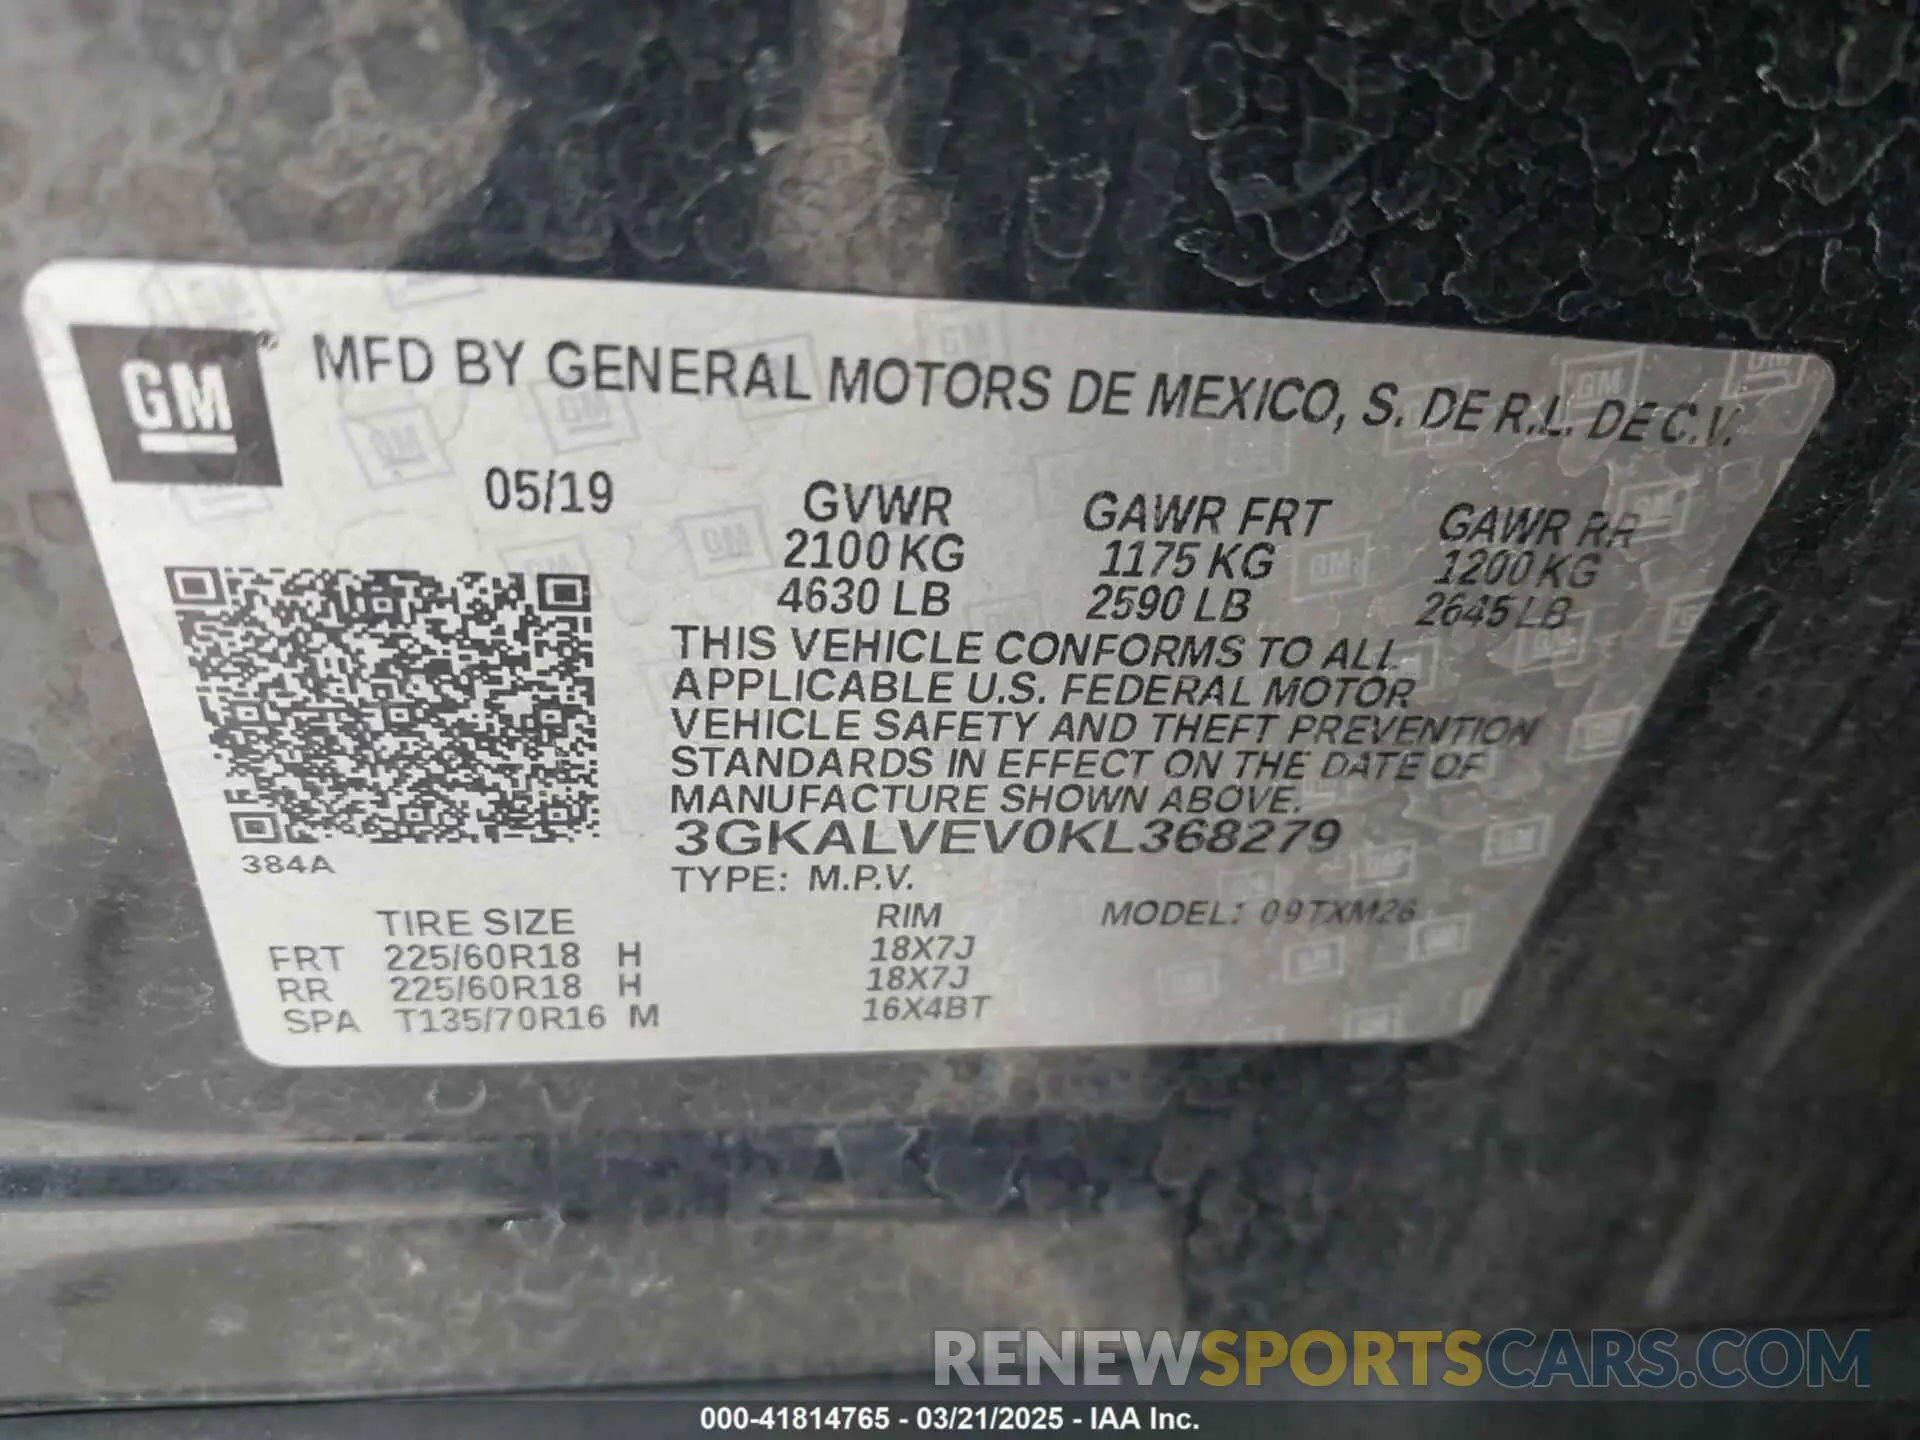 GM
MFD BY GENERAL MOTORS DE MEXICO, S. DE R.L. DE C.V.
05/19
GVWR GAWR FRT GAWR RR
2100 KG 1175 KG 1200 KG
4630 LB 2590 LB 2645 LB
THIS VEHICLE CONFORMS TO ALL
APPLICABLE U.S. FEDERAL MOTOR
VEHICLE SAFETY AND THEFT PREVENTION
STANDARDS IN EFFECT ON THE DATE OF
MANUFACTURE SHOWN ABOVE.
3GKALVEV0KL368279
384A
TYPE: M.P.V.
TIRE SIZE RIM MODEL: 09TXM26
FRT 225/60R18 H 18X7J
RR 225/60R18 H 18X7J
SPA T135/70R16 M 16X4BT
RENEWSPORTSCARS.COM
000-41814765 - 03/21/2025 - IAA Inc.